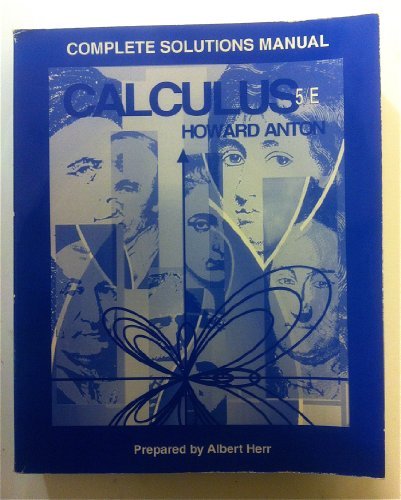 COMPLETE SOLUTIONS MANUAL
CALCULUS 5/E
HOWARD ANTON
Prepared by Albert Herr